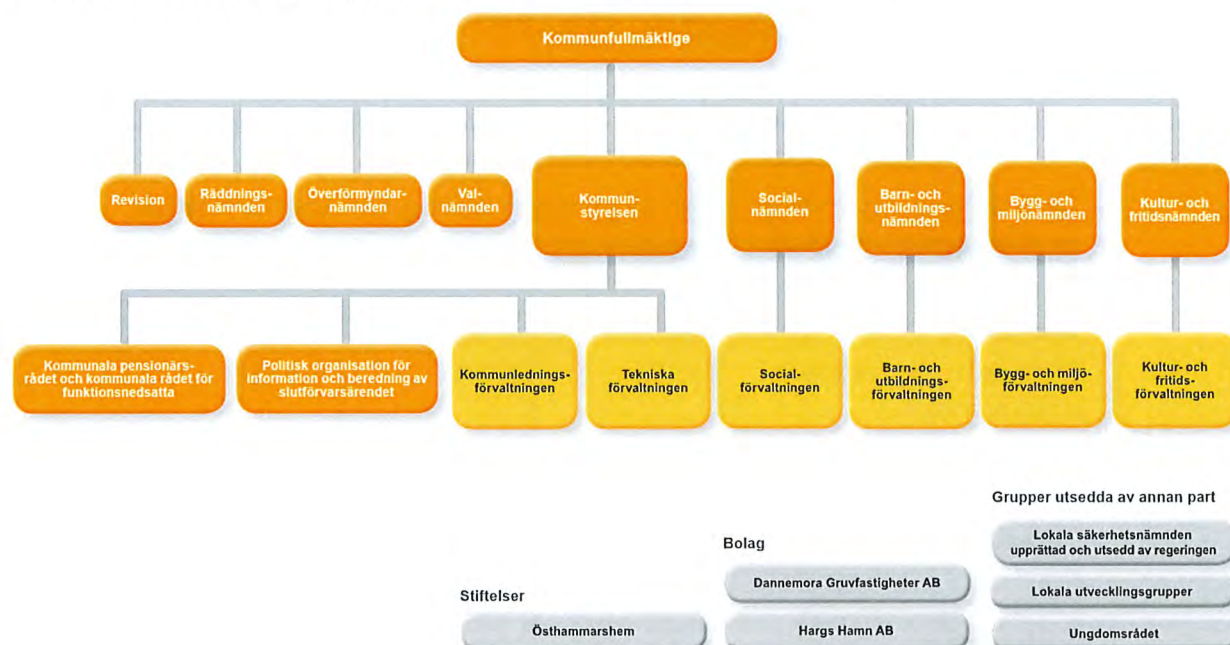 Kommunfullmäktige
Revision
Räddnings-
nämnden
Överförmyndar-
nämnden
Val-
nämnden
Kommun-
styrelsen
Social-
nämnden
Barn- och
utbildnings-
nämnden
Bygg- och
miljönämnden
Kultur- och
fritidsnämnden
Kommunala pensionärs-
rådet och kommunala rådet för
funktionsnedsatta
Politisk organisation för
information och beredning av
slutförvarsärendet
Kommunlednings-
förvaltningen
Tekniska
förvaltningen
Social-
förvaltningen
Barn- och
utbildnings-
förvaltningen
Bygg- och miljö-
förvaltningen
Kultur- och
fritids-
förvaltningen
Stiftelser
Östhammarshem
Bolag
Dannemora Gruvfastigheter AB
Hargs Hamn AB
Grupper utsedda av annan part
Lokala säkerhetsnämnden
upprättad och utsedd av regeringen
Lokala utvecklingsgrupper
Ungdomsrådet